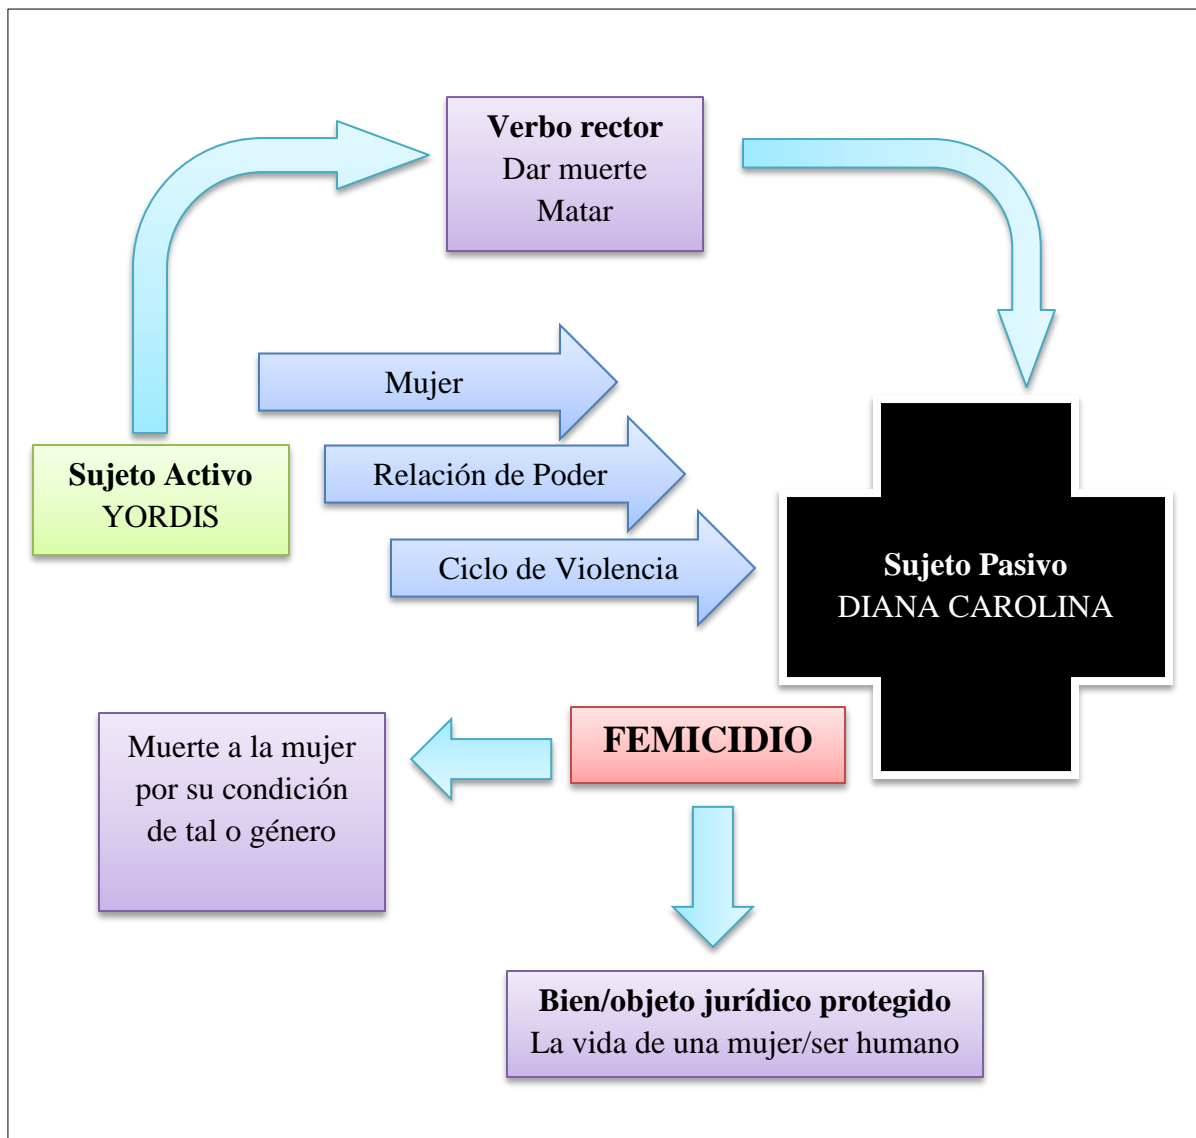 Verbo rector
Dar muerte
Matar
Mujer
Sujeto Activo
YORDIS
Relación de Poder
Ciclo de Violencia
Sujeto Pasivo
DIANA CAROLINA
FEMICIDIO
Muerte a la mujer
por su condición
de tal o género
Bien/objeto jurídico protegido
La vida de una mujer/ser humano